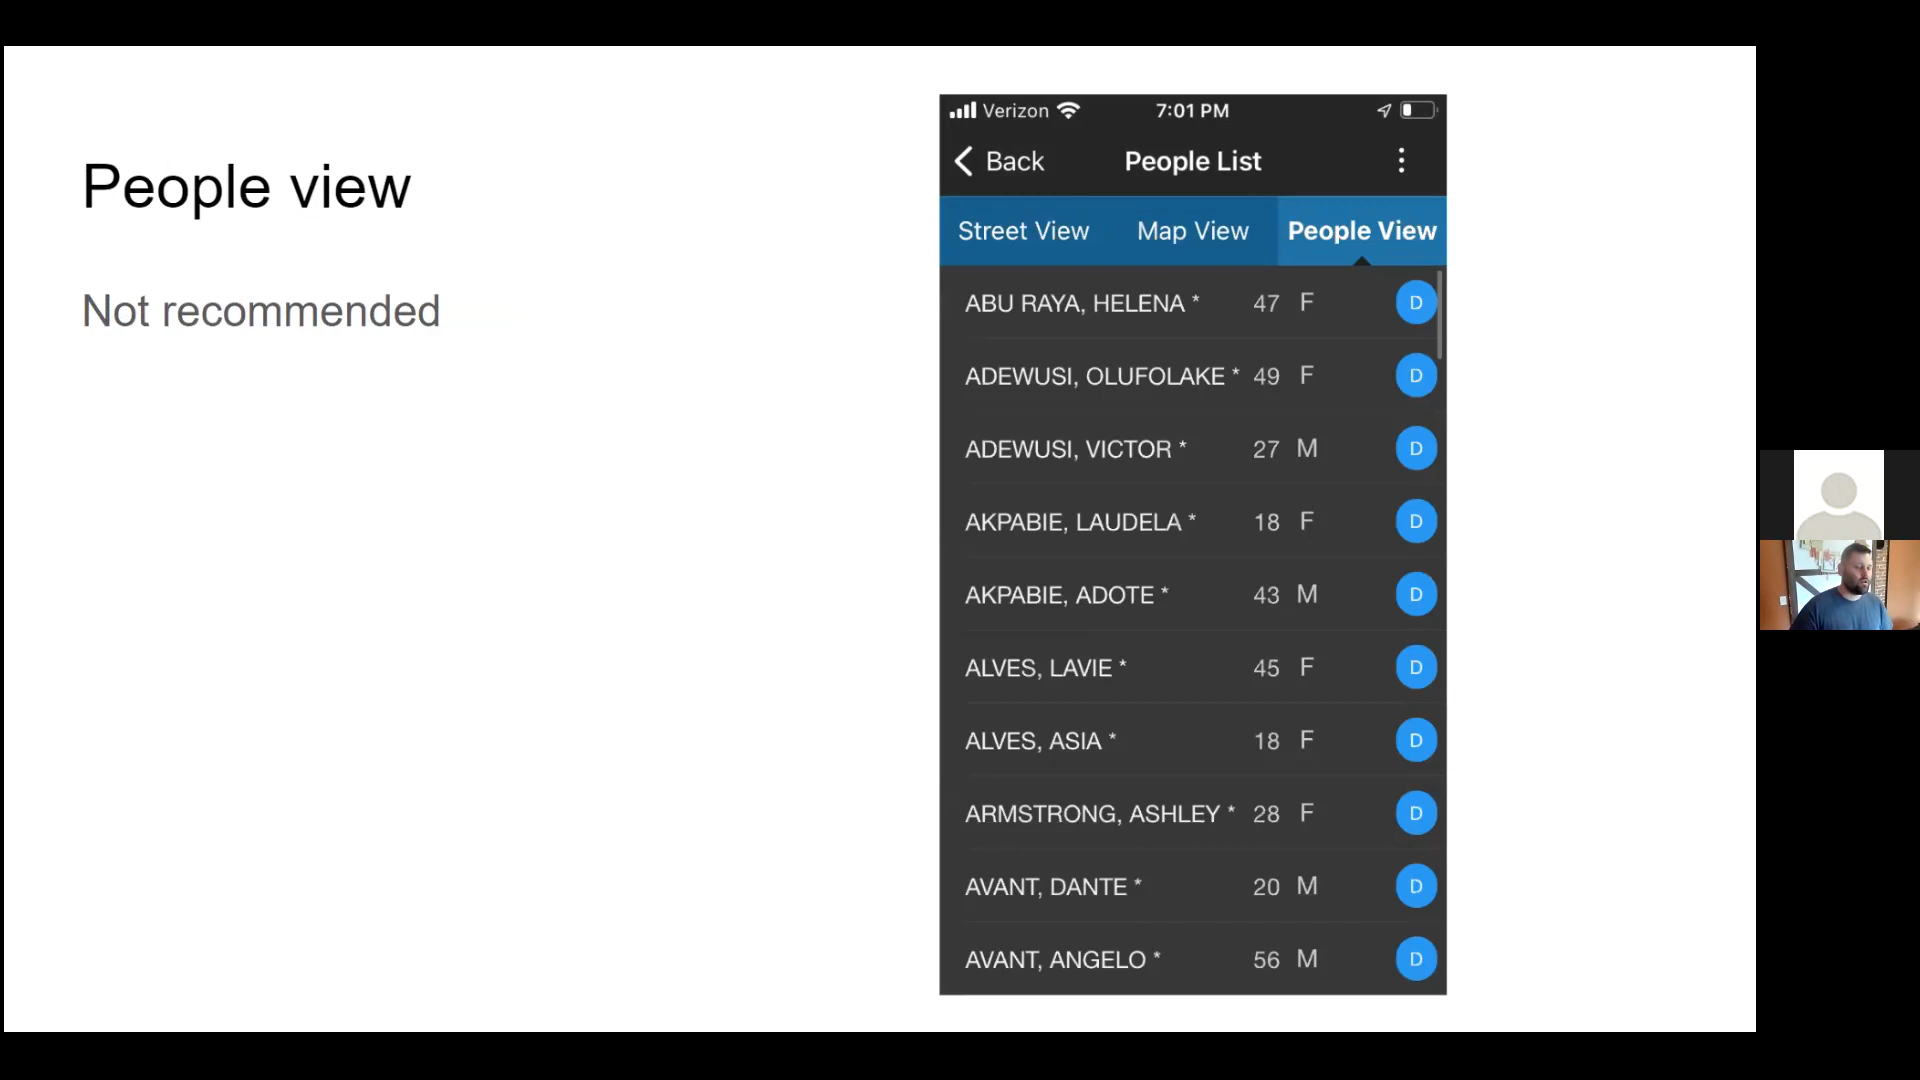 People view
Not recommended
Verizon 7:01 PM
Back People List
Street View Map View People View
ABU RAYA, HELENA * 47 F D
ADEWUSI, OLUFOLAKE * 49 F D
ADEWUSI, VICTOR * 27 M D
AKPABIE, LAUDELA * 18 F D
AKPABIE, ADOTE * 43 M D
ALVES, LAVIE * 45 F D
ALVES, ASIA * 18 F D
ARMSTRONG, ASHLEY * 28 F D
AVANT, DANTE * 20 M D
AVANT, ANGELO * 56 M D